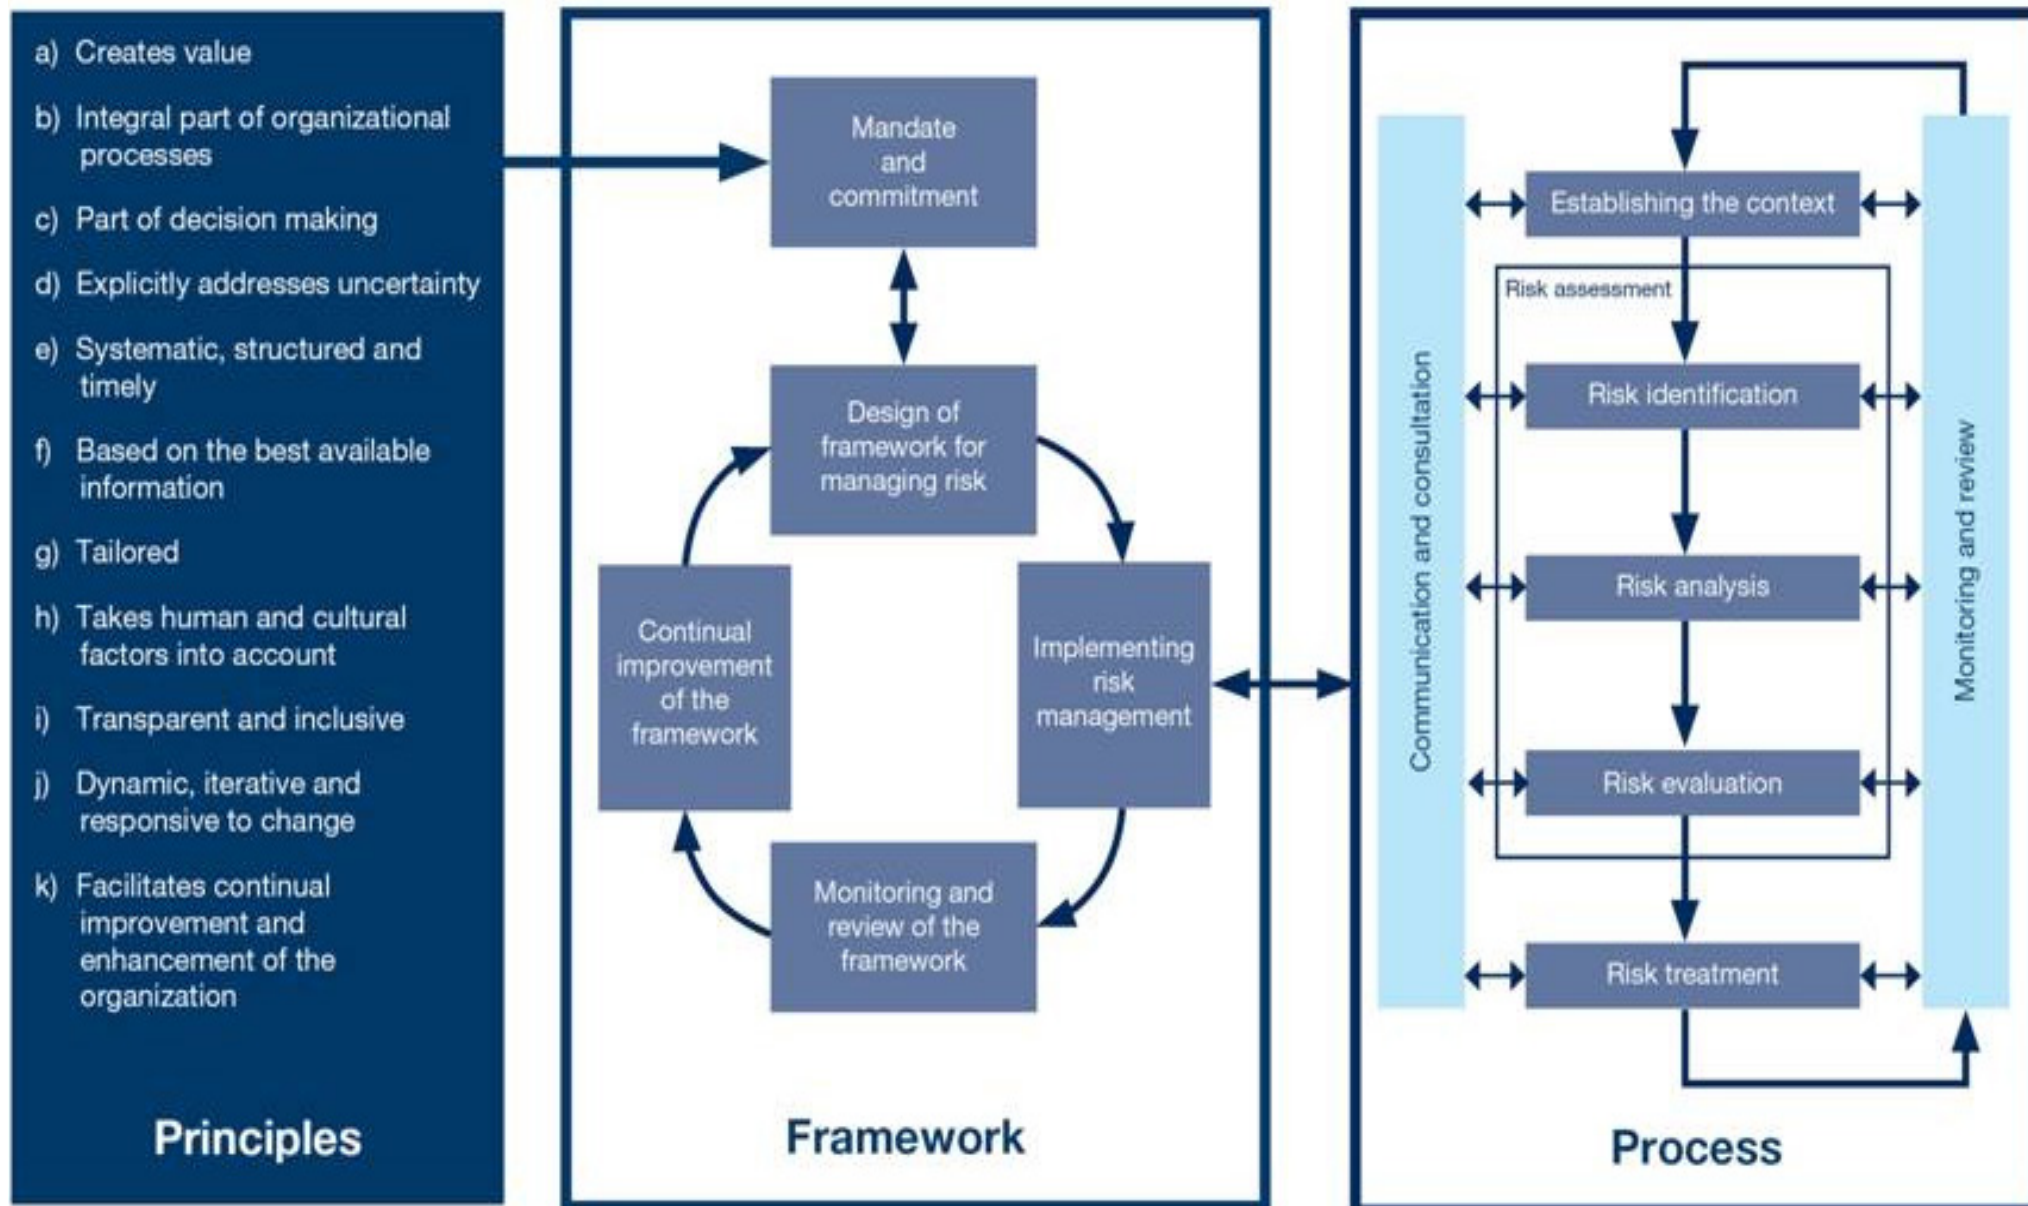 a) Creates value
b) Integral part of organizational
processes
c) Part of decision making
d) Explicitly addresses uncertainty
e) Systematic, structured and
timely
f) Based on the best available
information
g) Tailored
h) Takes human and cultural
factors into account
i) Transparent and inclusive
j) Dynamic, iterative and
responsive to change
k) Facilitates continual
improvement and
enhancement of the
organization
Principles
Mandate
and
commitment
Design of
framework for
managing risk
Implementing
risk
management
Monitoring and
review of the
framework
Continual
improvement
of the
framework
Framework
Communication and consultation
Establishing the context
Risk assessment
Risk identification
Risk analysis
Risk evaluation
Risk treatment
Monitoring and review
Process